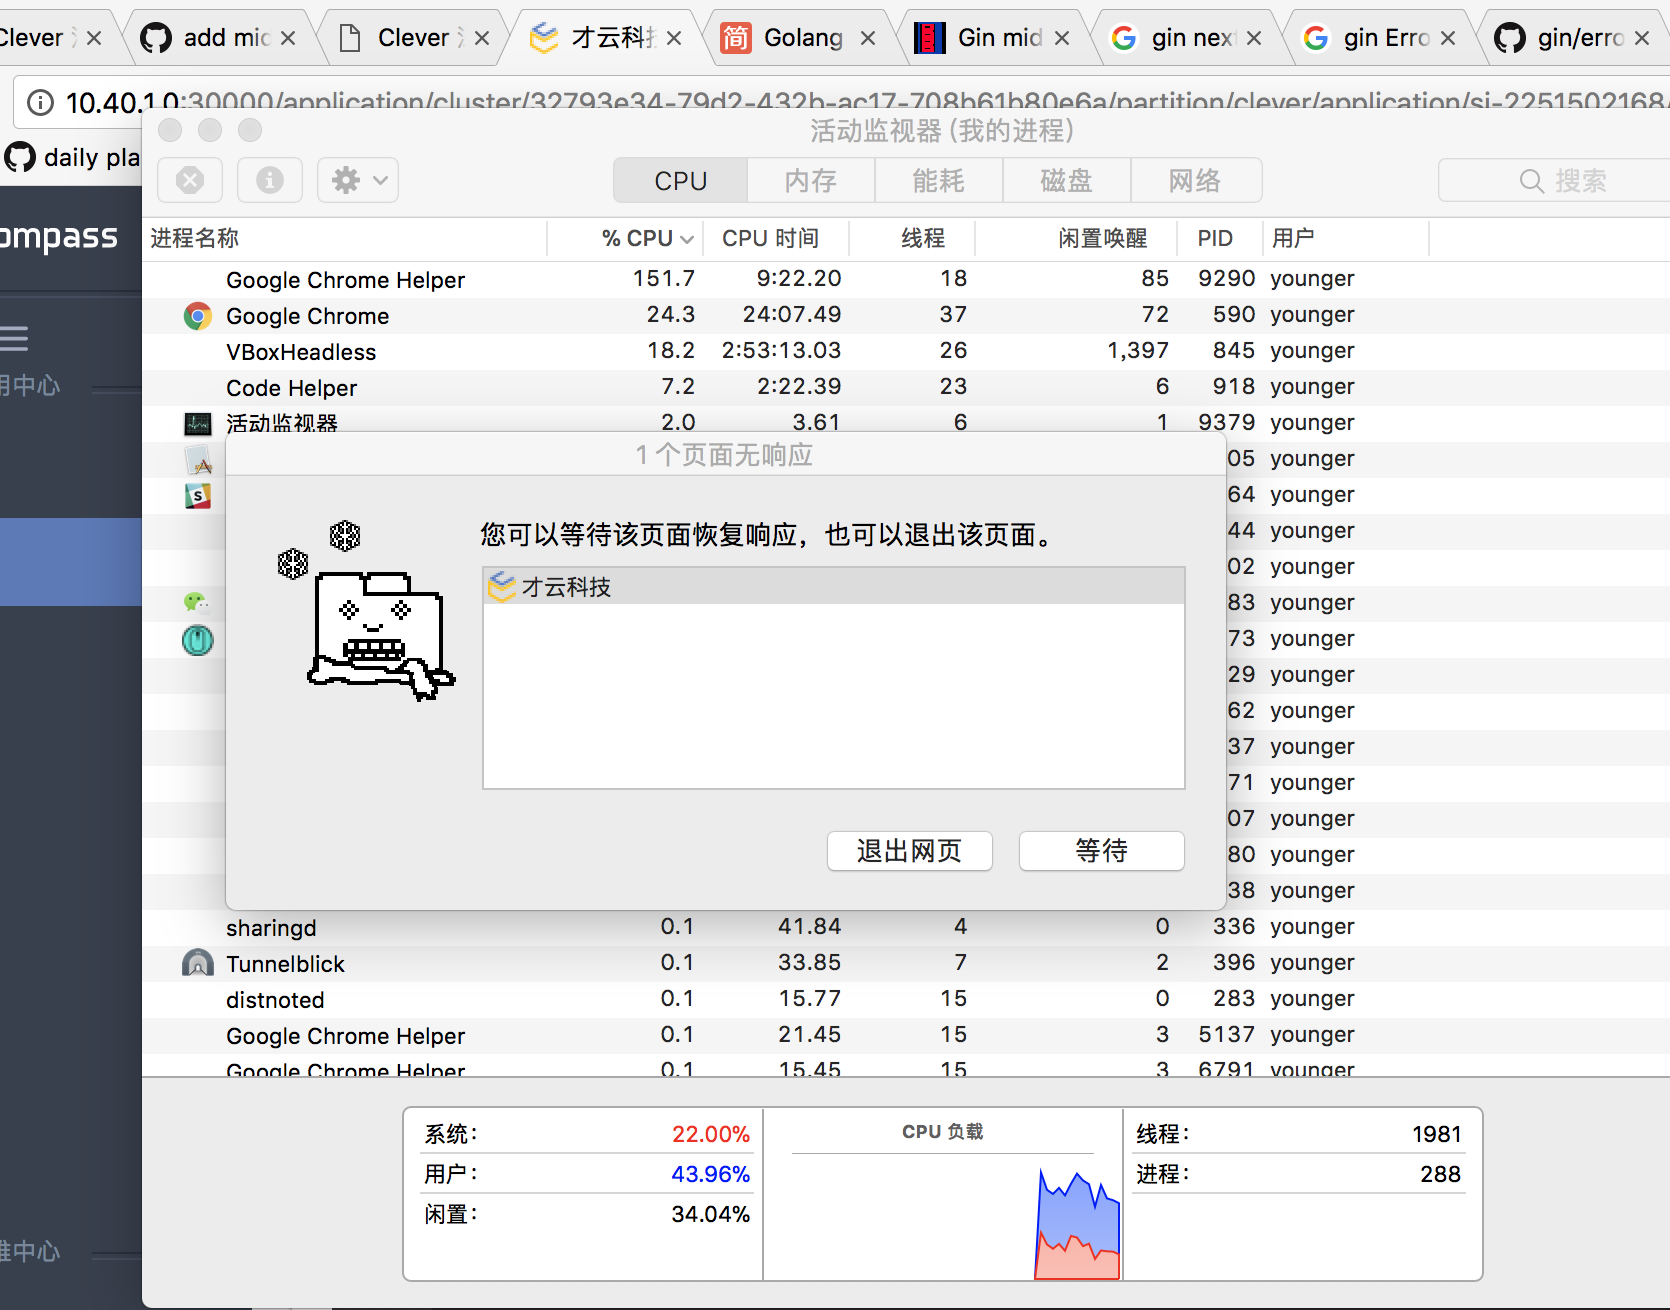 Clever
add mic
Clever
才云科技
简 Golang
Gin mid
gin nex
gin Erro
gin/erro
10.40.1.0:30000/application/cluster/32793e34-79d2-432b-ac17-708b61b80e6a/partition/clever/application/si-2251502168/
daily pla
ompass
用中心
维中心
活动监视器 (我的进程)
CPU 内存 能耗 磁盘 网络
搜索
进程名称 % CPU CPU 时间 线程 闲置唤醒 PID 用户
Google Chrome Helper 151.7 9:22.20 18 85 9290 younger
Google Chrome 24.3 24:07.49 37 72 590 younger
VBoxHeadless 18.2 2:53:13.03 26 1,397 845 younger
Code Helper 7.2 2:22.39 23 6 918 younger
活动监视器 2.0 3.61 6 1 9379 younger
05 younger
64 younger
44 younger
02 younger
83 younger
73 younger
29 younger
62 younger
37 younger
71 younger
07 younger
80 younger
38 younger
1 个页面无响应
您可以等待该页面恢复响应，也可以退出该页面。
才云科技
退出网页 等待
sharingd 0.1 41.84 4 0 336 younger
Tunnelblick 0.1 33.85 7 2 396 younger
distnoted 0.1 15.77 15 0 283 younger
Google Chrome Helper 0.1 21.45 15 3 5137 younger
Google Chrome Helper 0.1 15.45 15 3 6791 younger
系统： 22.00%
用户： 43.96%
闲置： 34.04%
CPU 负载
线程： 1981
进程： 288